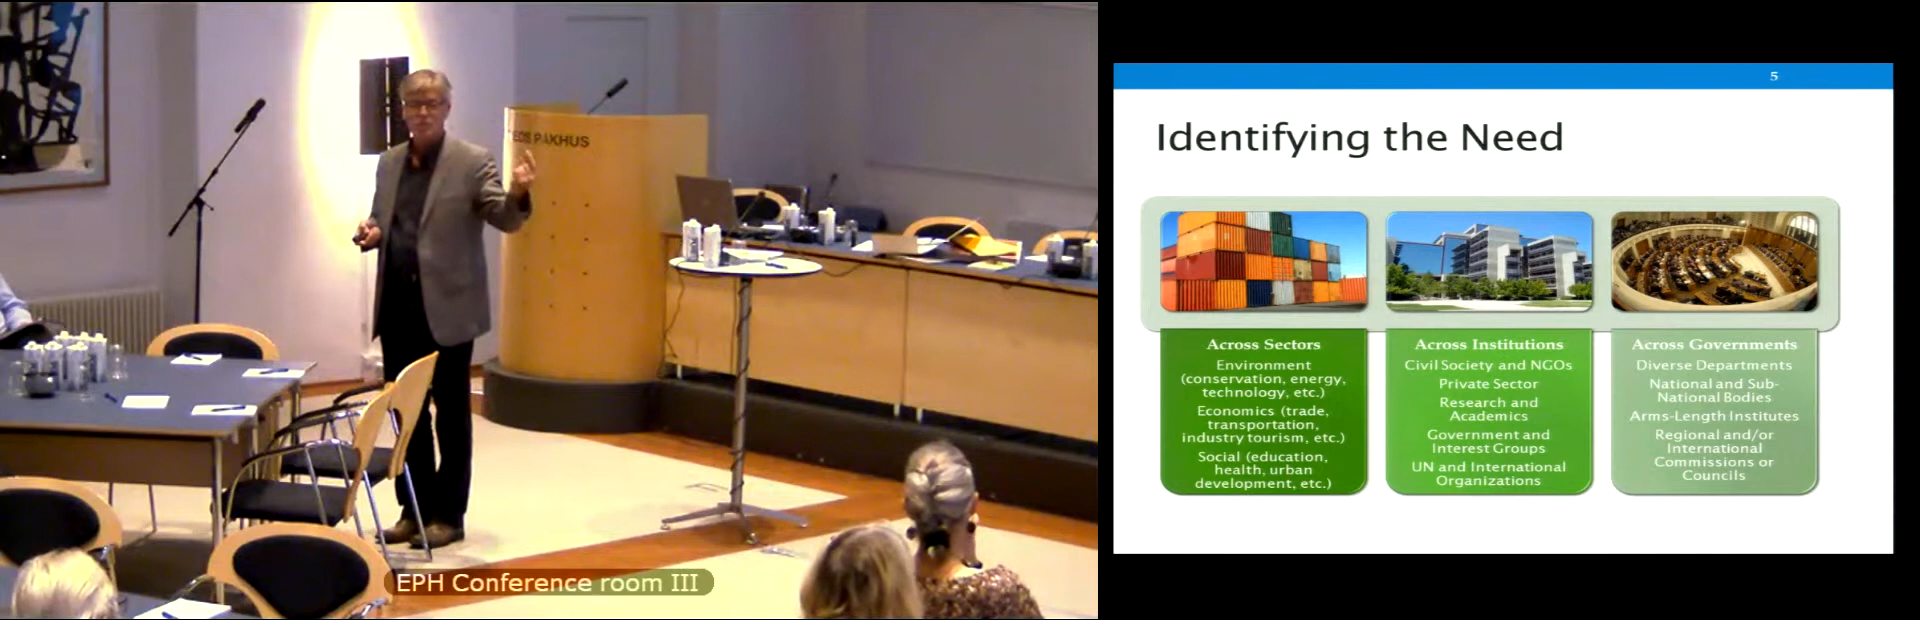 PAKHUS
EPH Conference room III
5
Identifying the Need
Across Sectors
Environment
(conservation, energy,
technology, etc.)
Economics (trade,
transportation,
industry tourism, etc.)
Social (education,
health, urban
development, etc.)
Across Institutions
Civil Society and NGOs
Private Sector
Research and
Academics
Government and
Interest Groups
UN and International
Organizations
Across Governments
Diverse Departments
National and Sub-
National Bodies
Arms-Length Institutes
Regional and/or
International
Commissions or
Councils